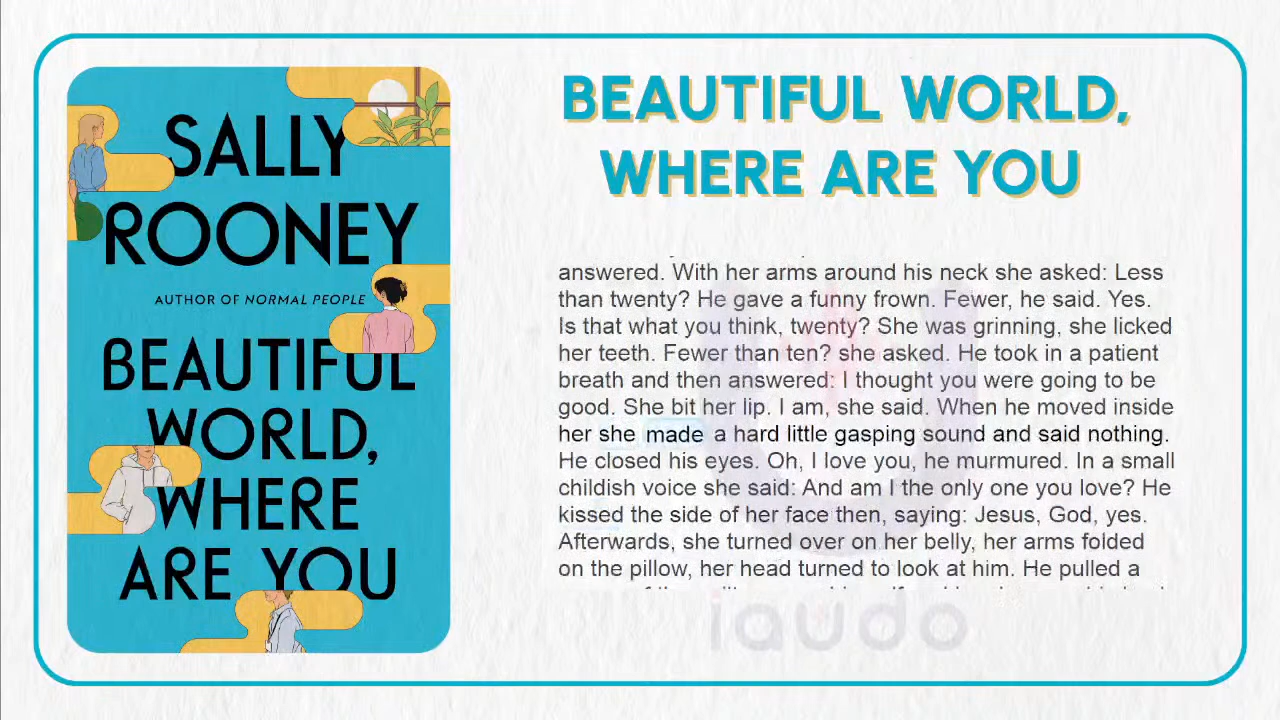 SALLY
ROONEY
AUTHOR OF NORMAL PEOPLE
BEAUTIFUL
WORLD,
WHERE
ARE YOU
BEAUTIFUL WORLD,
WHERE ARE YOU
answered. With her arms around his neck she asked: Less
than twenty? He gave a funny frown. Fewer, he said. Yes.
Is that what you think, twenty? She was grinning, she licked
her teeth. Fewer than ten? she asked. He took in a patient
breath and then answered: I thought you were going to be
good. She bit her lip. I am, she said. When he moved inside
her she made a hard little gasping sound and said nothing.
He closed his eyes. Oh, I love you, he murmured. In a small
childish voice she said: And am I the only one you love? He
kissed the side of her face then, saying: Jesus, God, yes.
Afterwards, she turned over on her belly, her arms folded
on the pillow, her head turned to look at him. He pulled a
iaudo